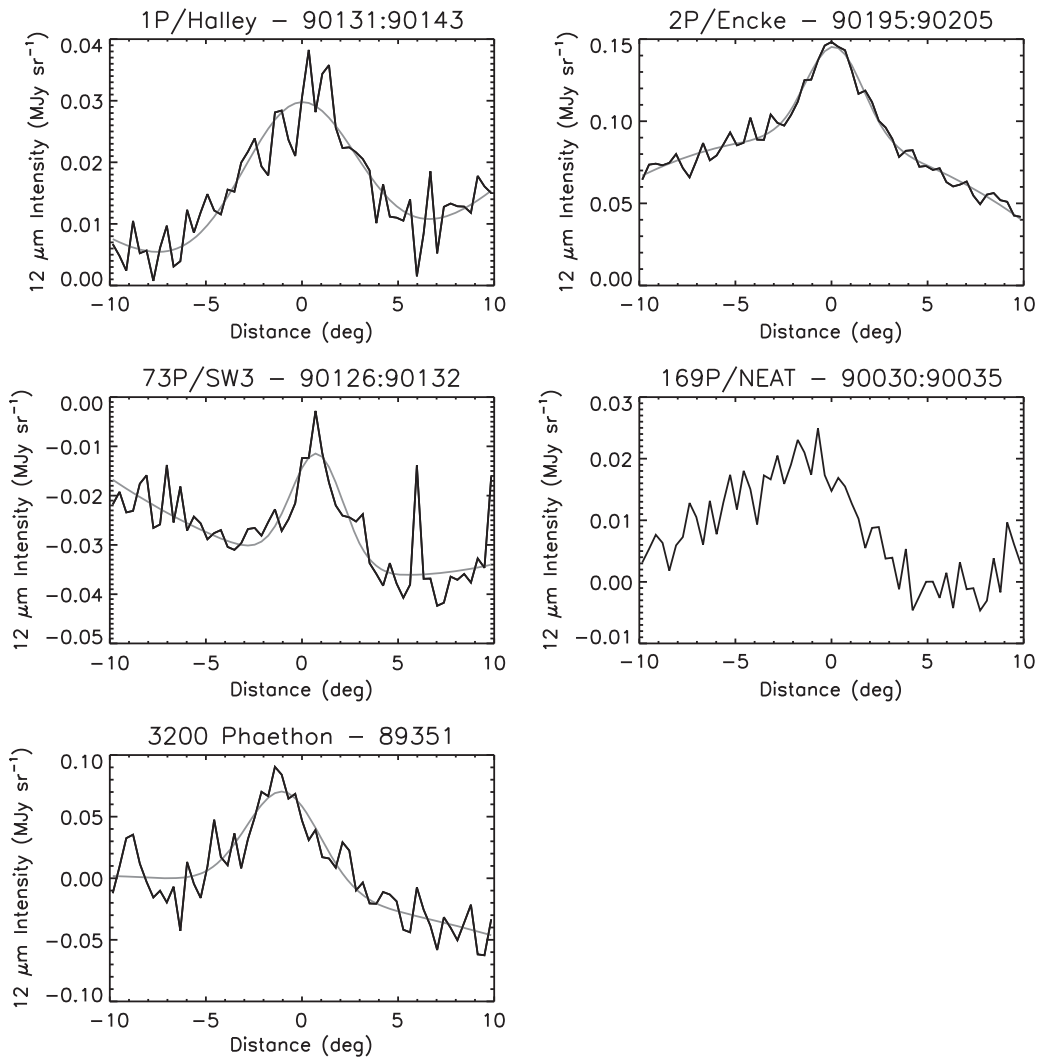 1P/Halley – 90131:90143
12 μm Intensity (MJy sr⁻¹)
0.04
0.03
0.02
0.01
0.00
−10 −5 0 5 10
Distance (deg)
2P/Encke – 90195:90205
12 μm Intensity (MJy sr⁻¹)
0.15
0.10
0.05
0.00
−10 −5 0 5 10
Distance (deg)
73P/SW3 – 90126:90132
12 μm Intensity (MJy sr⁻¹)
0.00
−0.01
−0.02
−0.03
−0.04
−0.05
−10 −5 0 5 10
Distance (deg)
169P/NEAT – 90030:90035
12 μm Intensity (MJy sr⁻¹)
0.03
0.02
0.01
0.00
−0.01
−10 −5 0 5 10
Distance (deg)
3200 Phaethon – 89351
12 μm Intensity (MJy sr⁻¹)
0.10
0.05
0.00
−0.05
−0.10
−10 −5 0 5 10
Distance (deg)